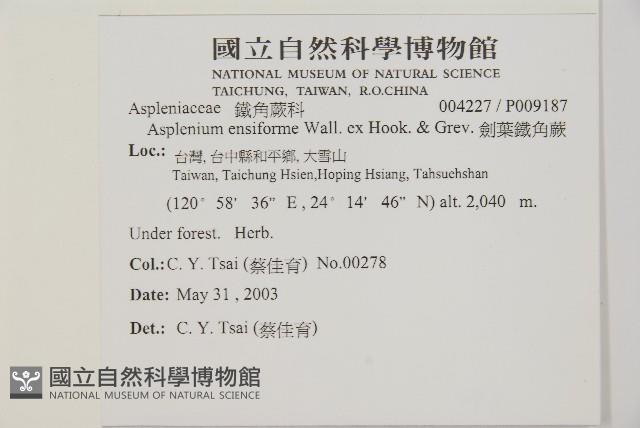 國立自然科學博物館
NATIONAL MUSEUM OF NATURAL SCIENCE
TAICHUNG, TAIWAN, R.O.CHINA
Aspleniaceae 鐵角蕨科 004227 / P009187
Asplenium ensiforme Wall. ex Hook. & Grev. 劍葉鐵角蕨
Loc.: 台灣, 台中縣和平鄉, 大雪山
Taiwan, Taichung Hsien,Hoping Hsiang, Tahsuehshan
(120° 58' 36" E , 24° 14' 46" N) alt. 2,040 m.
Under forest. Herb.
Col.: C. Y. Tsai (蔡佳育) No.00278
Date: May 31 , 2003
Det.: C. Y. Tsai (蔡佳育)
國立自然科學博物館
NATIONAL MUSEUM OF NATURAL SCIENCE